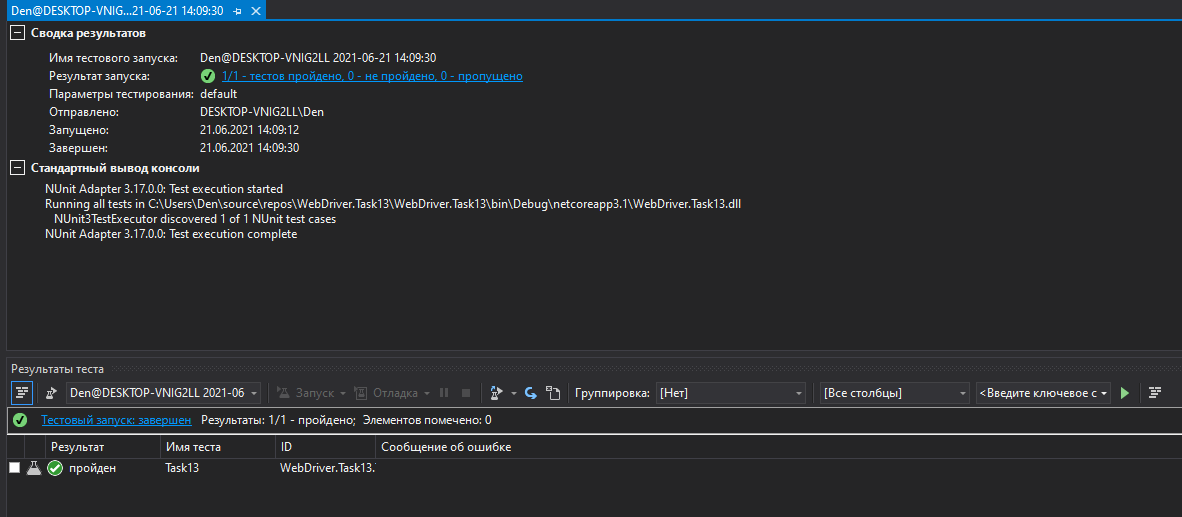 Den@DESKTOP-VNIG...21-06-21 14:09:30
Сводка результатов
Имя тестового запуска: Den@DESKTOP-VNIG2LL 2021-06-21 14:09:30
Результат запуска: 1/1 - тестов пройдено, 0 - не пройдено, 0 - пропущено
Параметры тестирования: default
Отправлено: DESKTOP-VNIG2LL\Den
Запущено: 21.06.2021 14:09:12
Завершен: 21.06.2021 14:09:30
Стандартный вывод консоли
NUnit Adapter 3.17.0.0: Test execution started
Running all tests in C:\Users\Den\source\repos\WebDriver.Task13\WebDriver.Task13\bin\Debug\netcoreapp3.1\WebDriver.Task13.dll
NUnit3TestExecutor discovered 1 of 1 NUnit test cases
NUnit Adapter 3.17.0.0: Test execution complete
Результаты теста
Den@DESKTOP-VNIG2LL 2021-06 Запуск Отладка Группировка: [Нет] [Все столбцы] <Введите ключевое с
Тестовый запуск: завершен Результаты: 1/1 - пройдено; Элементов помечено: 0
Результат Имя теста ID Сообщение об ошибке
пройден Task13 WebDriver.Task13.